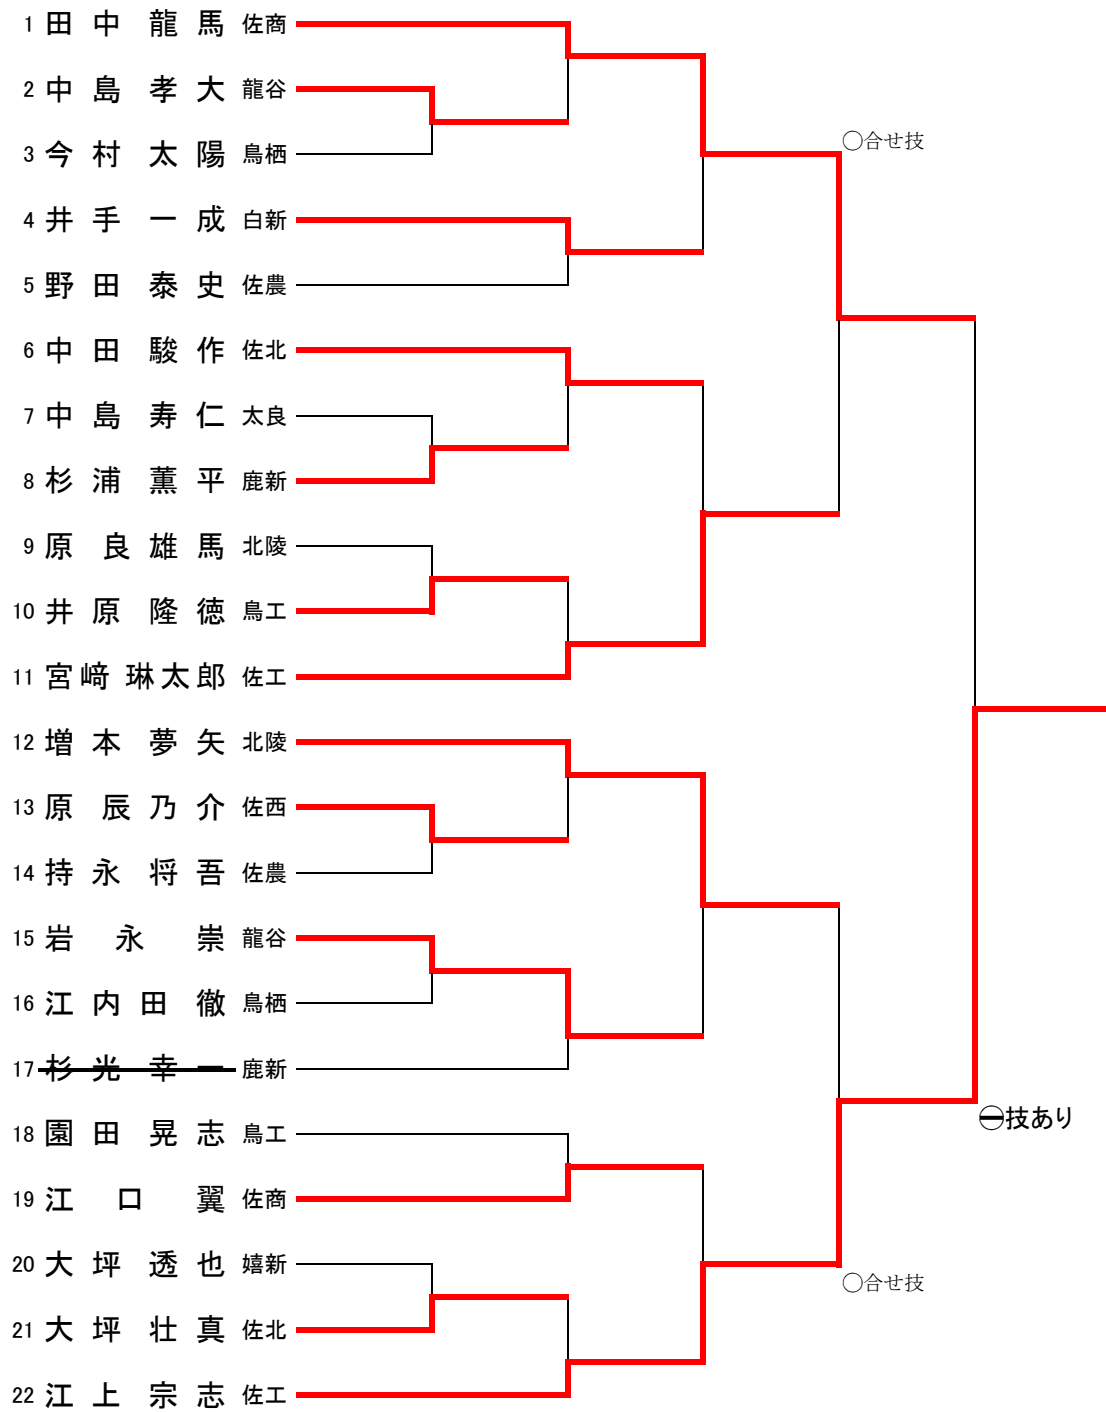 1 田中龍馬 佐商
2 中島孝大 龍谷
3 今村太陽 鳥栖
○合せ技
4 井手一成 白新
5 野田泰史 佐農
6 中田駿作 佐北
7 中島寿仁 太良
8 杉浦薫平 鹿新
9 原良雄馬 北陵
10 井原隆徳 鳥工
11 宮﨑琳太郎 佐工
12 増本夢矢 北陵
13 原辰乃介 佐西
14 持永将吾 佐農
15 岩永崇 龍谷
16 江内田徹 鳥栖
17 杉光幸一 鹿新
⊖技あり
18 園田晃志 鳥工
19 江口翼 佐商
20 大坪透也 嬉新
○合せ技
21 大坪壮真 佐北
22 江上宗志 佐工